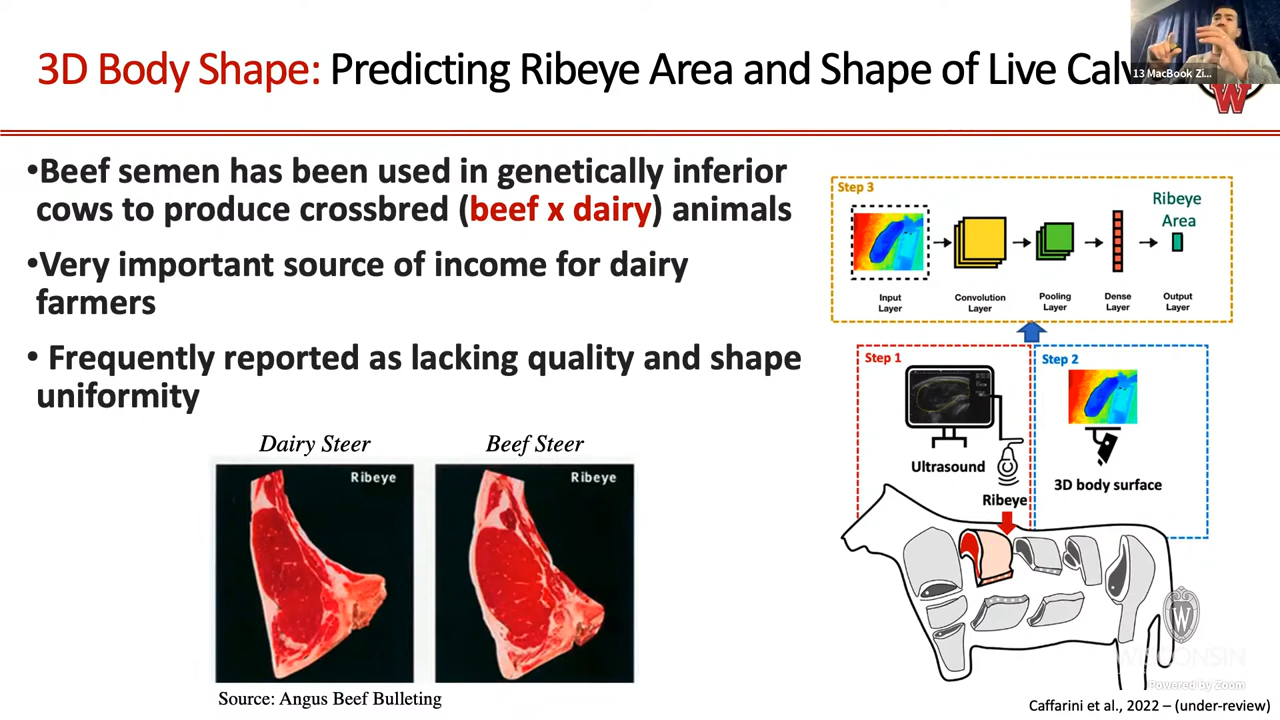 3D Body Shape: Predicting Ribeye Area and Shape of Live Calv
13 MacBook Zi...
W
•Beef semen has been used in genetically inferior
cows to produce crossbred (beef x dairy) animals
•Very important source of income for dairy
farmers
• Frequently reported as lacking quality and shape
uniformity
Dairy Steer
Beef Steer
Ribeye
Ribeye
Source: Angus Beef Bulleting
Step 3
Ribeye
Area
Input
Layer
Convolution
Layer
Pooling
Layer
Dense
Layer
Output
Layer
Step 1
Step 2
Ultrasound
Ribeye
3D body surface
W
WISCONSIN
Powered by Zoom
Caffarini et al., 2022 – (under-review)